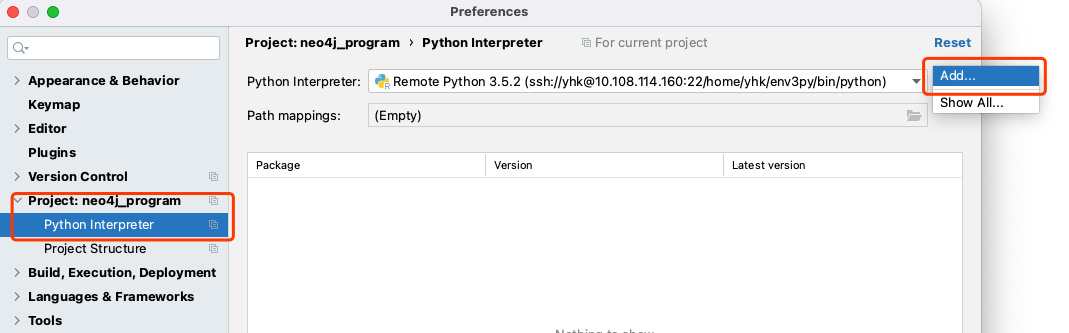 Preferences
Project: neo4j_program › Python Interpreter For current project Reset
Python Interpreter: Remote Python 3.5.2 (ssh://yhk@10.108.114.160:22/home/yhk/env3py/bin/python)
Add...
Show All...
Path mappings: (Empty)
Package Version Latest version
Appearance & Behavior
Keymap
Editor
Plugins
Version Control
Project: neo4j_program
Python Interpreter
Project Structure
Build, Execution, Deployment
Languages & Frameworks
Tools
Nothing to show